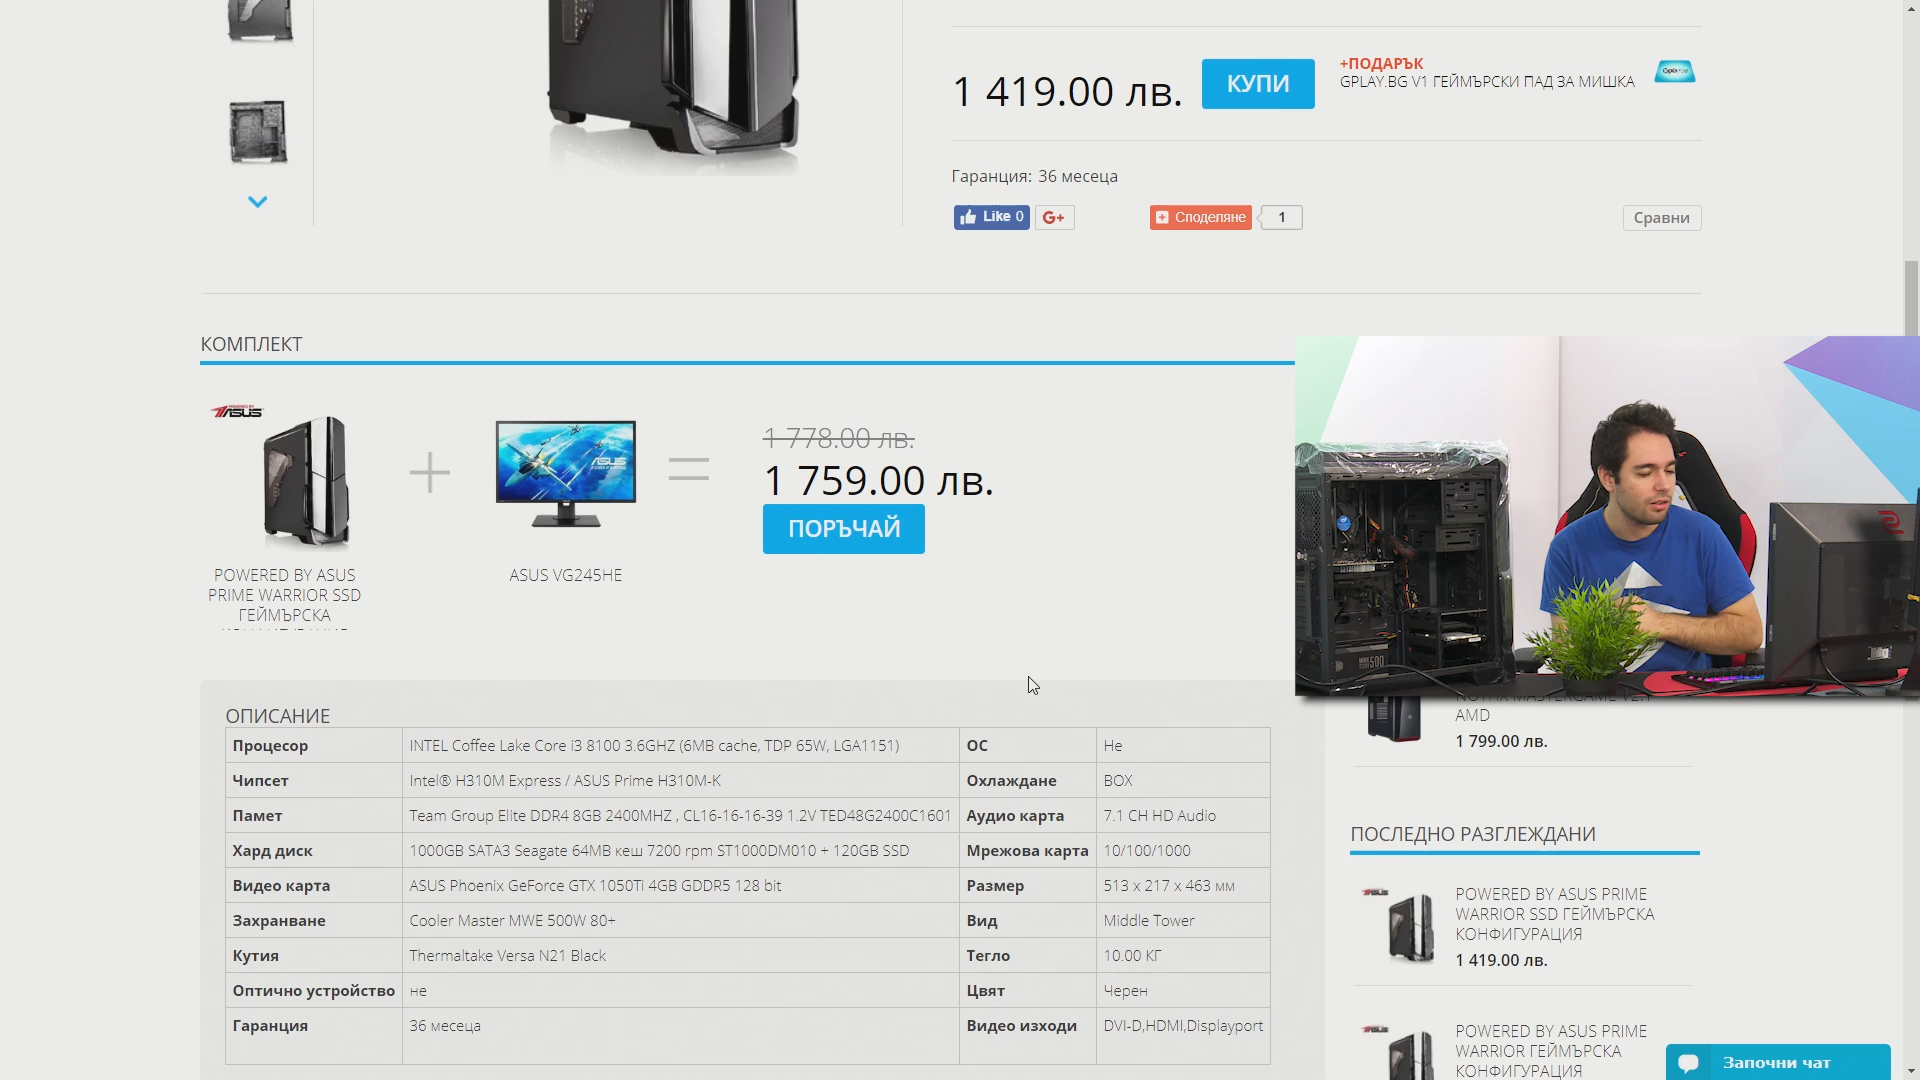 1 419.00 лв.
КУПИ
+ПОДАРЪК
GPLAY.BG V1 ГЕЙМЪРСКИ ПАД ЗА МИШКА
Гаранция: 36 месеца
Like 0
G+
Споделяне
1
Сравни
КОМПЛЕКТ
ASUS
POWERED BY ASUS
PRIME WARRIOR SSD
ГЕЙМЪРСКА
ASUS VG245HE
1 778.00 лв.
1 759.00 лв.
ПОРЪЧАЙ
ОПИСАНИЕ
Процесор INTEL Coffee Lake Core i3 8100 3.6GHZ (6MB cache, TDP 65W, LGA1151) ОС Не
Чипсет Intel® H310M Express / ASUS Prime H310M-K Охлаждане BOX
Памет Team Group Elite DDR4 8GB 2400MHZ , CL16-16-16-39 1.2V TED48G2400C1601 Аудио карта 7.1 CH HD Audio
Хард диск 1000GB SATA3 Seagate 64MB кеш 7200 rpm ST1000DM010 + 120GB SSD Мрежова карта 10/100/1000
Видео карта ASUS Phoenix GeForce GTX 1050Ti 4GB GDDR5 128 bit Размер 513 x 217 x 463 мм
Захранване Cooler Master MWE 500W 80+ Вид Middle Tower
Кутия Thermaltake Versa N21 Black Тегло 10.00 КГ
Оптично устройство не Цвят Черен
Гаранция 36 месеца Видео изходи DVI-D,HDMI,Displayport
MWE 500
AMD
1 799.00 лв.
ПОСЛЕДНО РАЗГЛЕЖДАНИ
POWERED BY ASUS PRIME
WARRIOR SSD ГЕЙМЪРСКА
КОНФИГУРАЦИЯ
1 419.00 лв.
POWERED BY ASUS PRIME
WARRIOR ГЕЙМЪРСКА
КОНФИГУРАЦИЯ
Започни чат